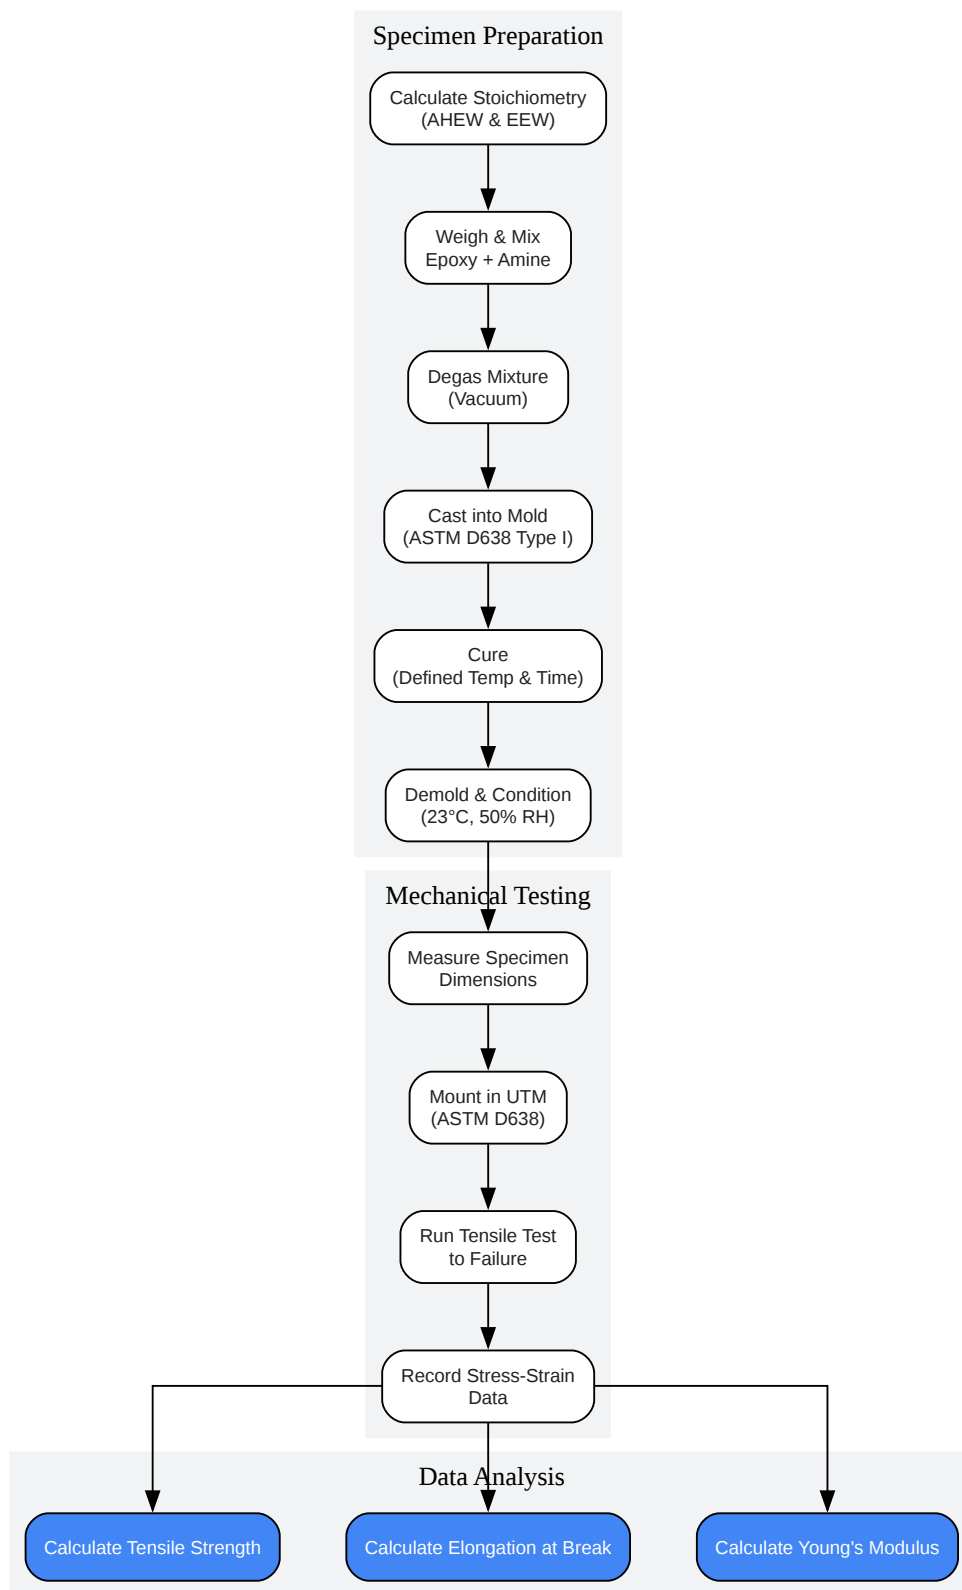 Specimen Preparation
Calculate Stoichiometry
(AHEW & EEW)
Weigh & Mix
Epoxy + Amine
Degas Mixture
(Vacuum)
Cast into Mold
(ASTM D638 Type I)
Cure
(Defined Temp & Time)
Demold & Condition
(23°C, 50% RH)
Mechanical Testing
Measure Specimen
Dimensions
Mount in UTM
(ASTM D638)
Run Tensile Test
to Failure
Record Stress-Strain
Data
Data Analysis
Calculate Tensile Strength
Calculate Elongation at Break
Calculate Young's Modulus